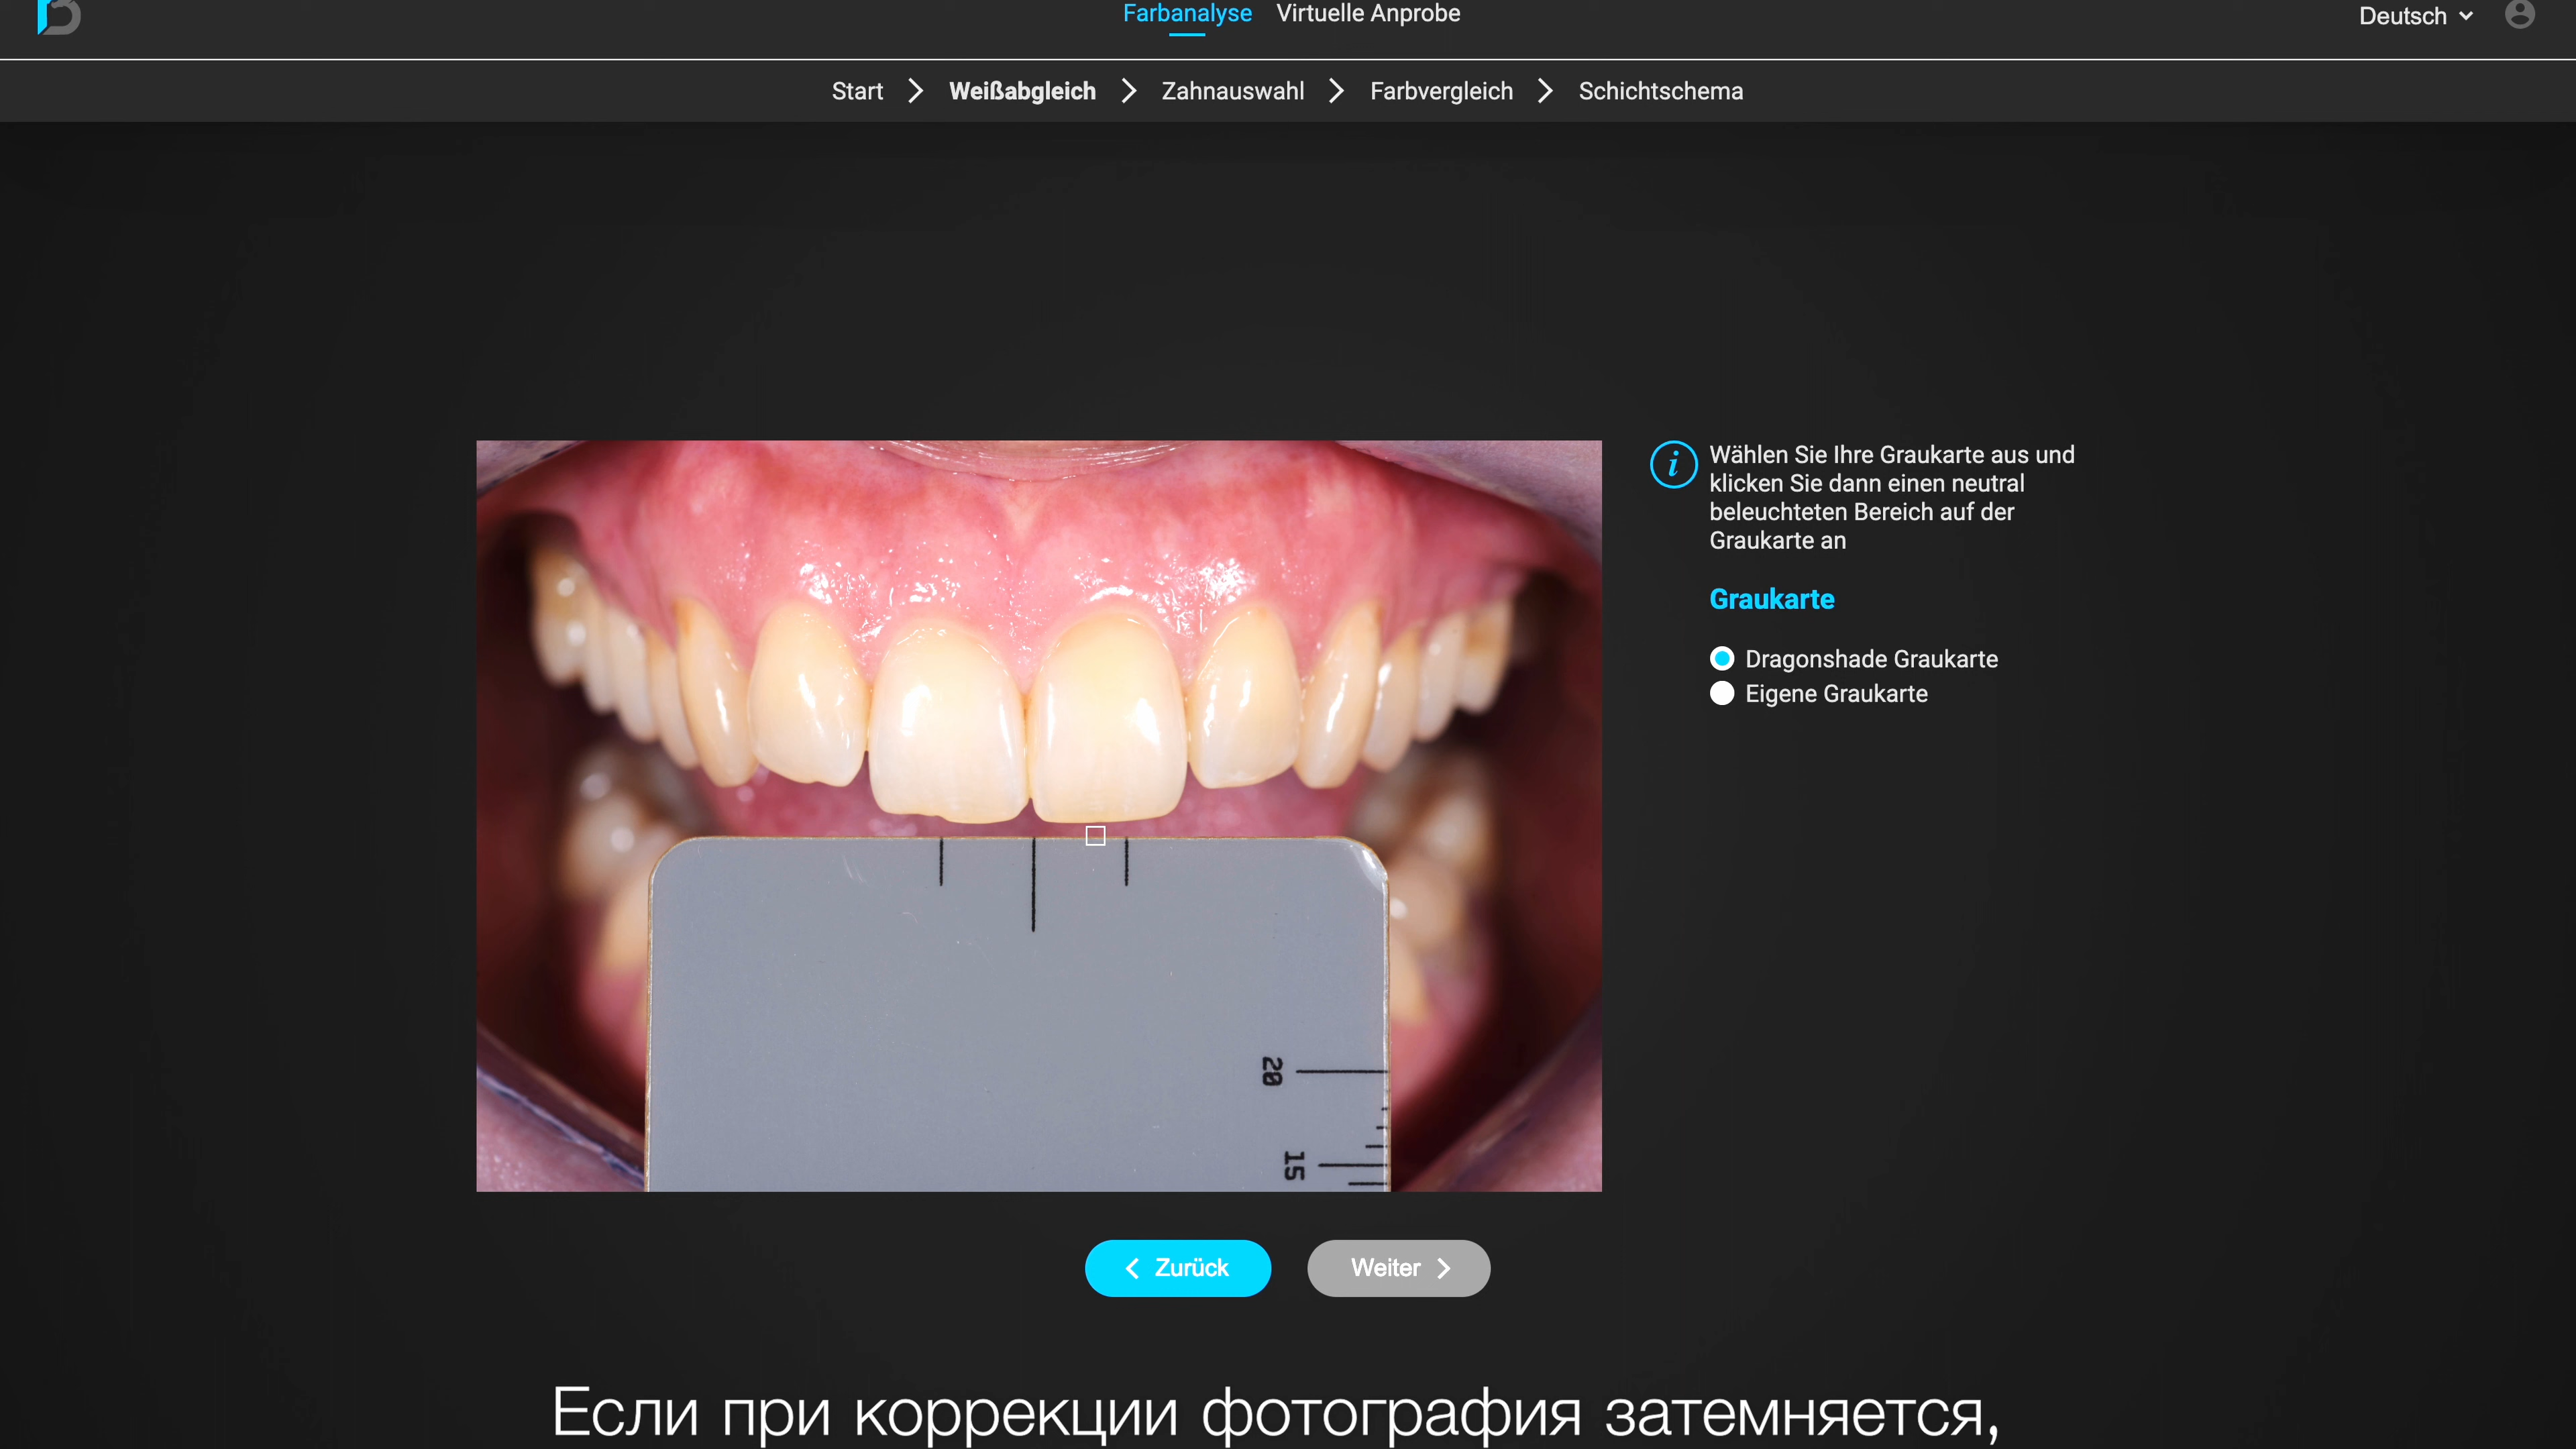 Farbanalyse Virtuelle Anprobe Deutsch
Start Weißabgleich Zahnauswahl Farbvergleich Schichtschema
Wählen Sie Ihre Graukarte aus und
klicken Sie dann einen neutral
beleuchteten Bereich auf der
Graukarte an
Graukarte
Dragonshade Graukarte
Eigene Graukarte
20
15
Zurück Weiter
Если при коррекции фотография затемняется,